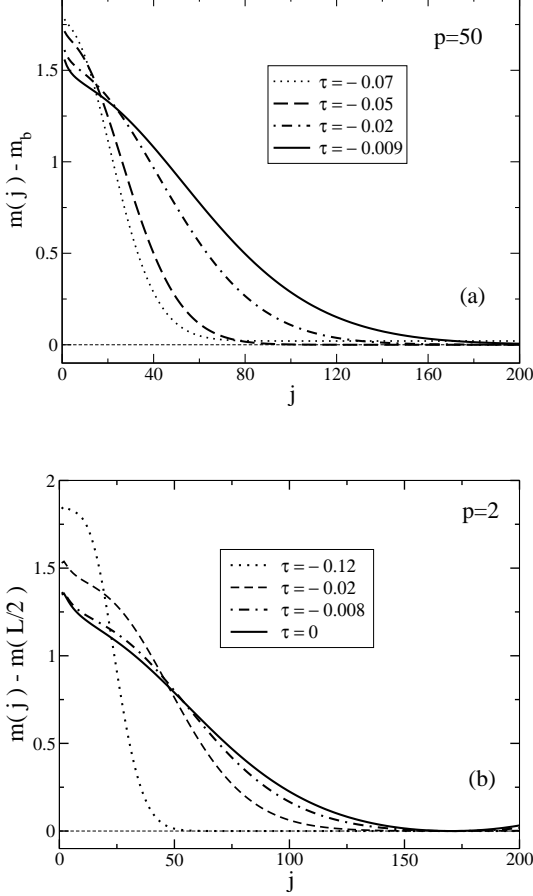 p=50
1.5
τ = − 0.07
τ = − 0.05
τ = − 0.02
τ = − 0.009
1
m( j ) - m_b
0.5
(a)
0
0 40 80 120 160 200
j
2
p=2
1.5
τ = − 0.12
τ = − 0.02
τ = − 0.008
τ = 0
1
m( j ) - m( L/2 )
0.5
(b)
0
0 50 100 150 200
j